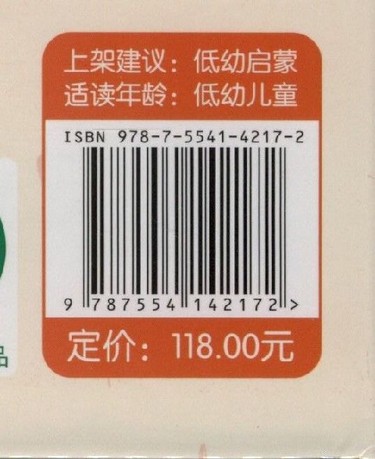 上架建议：低幼启蒙
适读年龄：低幼儿童
ISBN 978-7-5541-4217-2
9 787554 142172 >
定价：118.00元
品